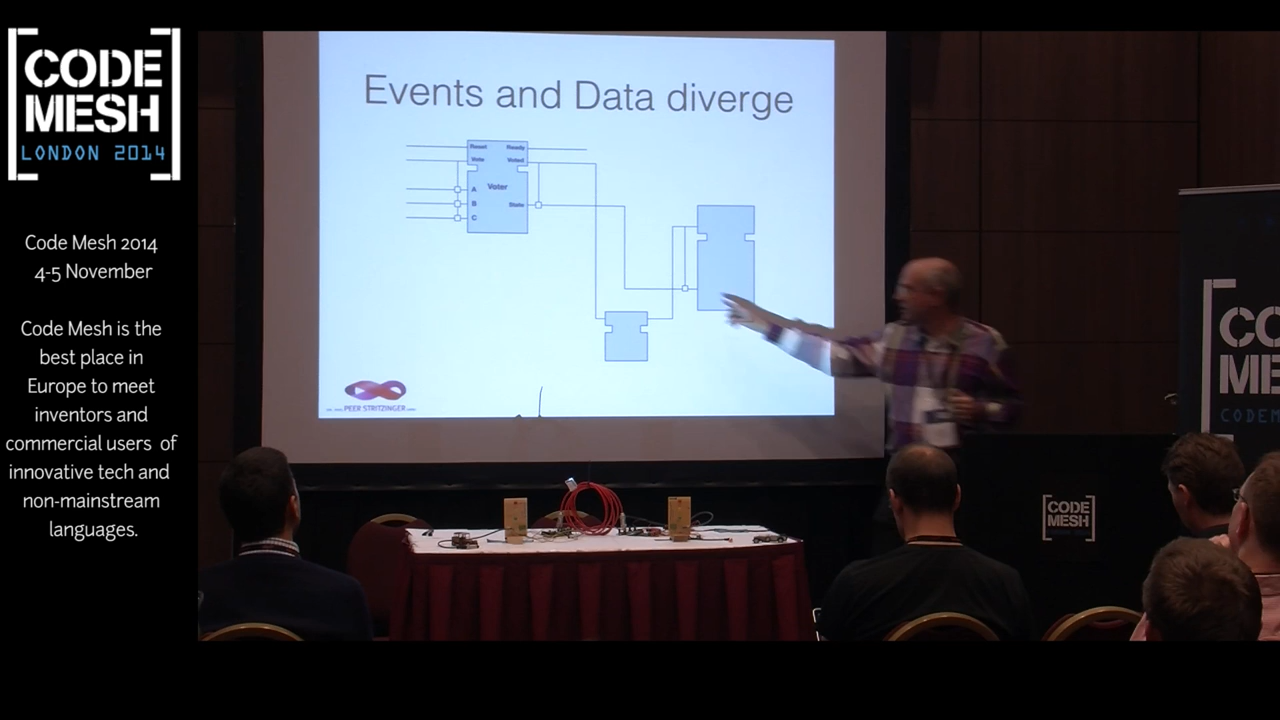 CODE
MESH
LONDON 2014
Code Mesh 2014
4-5 November
Code Mesh is the
best place in
Europe to meet
inventors and
commercial users of
innovative tech and
non-mainstream
languages.
Events and Data diverge
Reset
Ready
Vote
Voted
Voter
A
B
State
C
PEER STRITZINGER
CODE
MESH